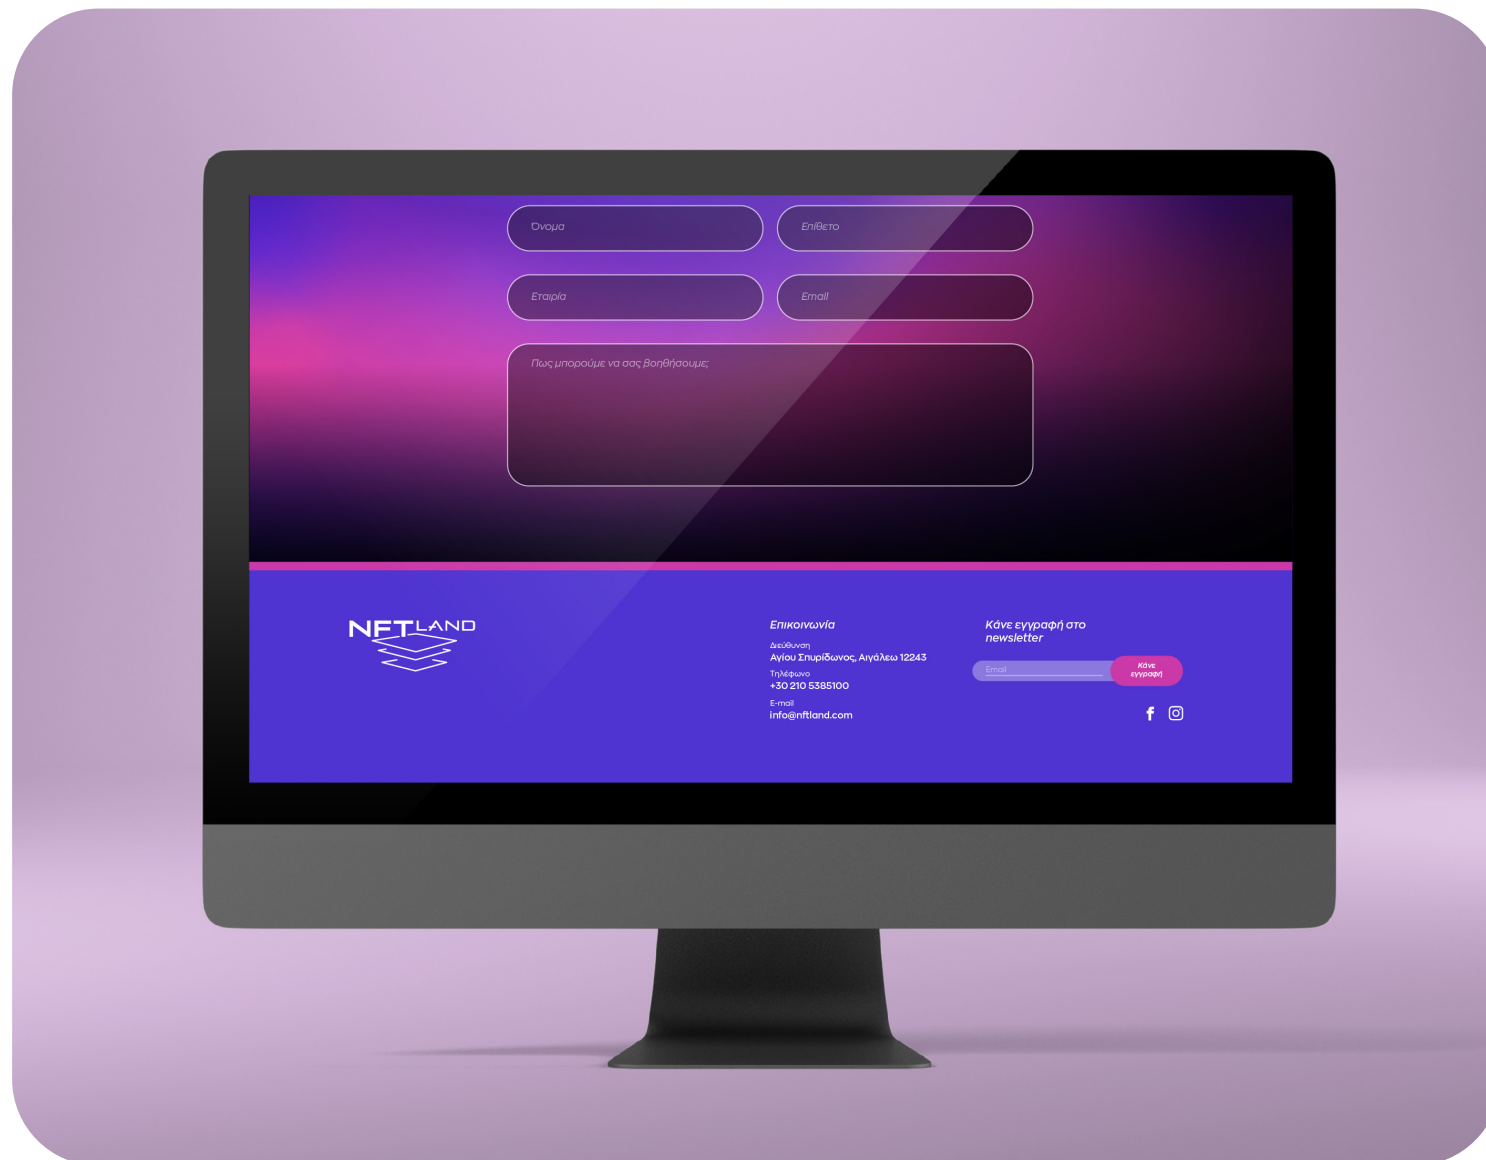 Όνομα
Επίθετο
Εταιρία
Email
Πως μπορούμε να σας βοηθήσουμε;
NFTLAND
Επικοινωνία
Διεύθυνση
Αγίου Σπυρίδωνος, Αιγάλεω 12243
Τηλέφωνο
+30 210 5385100
E-mail
info@nftland.com
Κάνε εγγραφή στο
newsletter
Email
Κάνε
εγγραφή